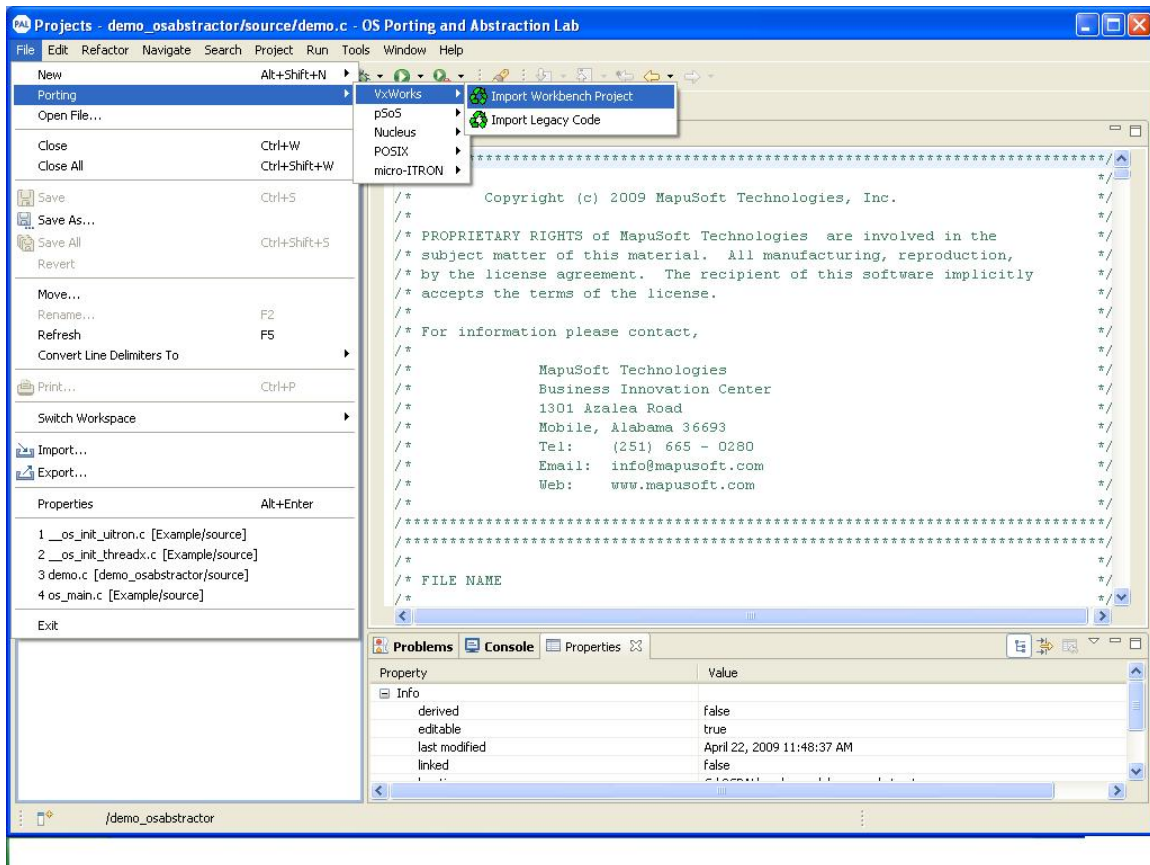 PAL Projects - demo_osabstractor/source/demo.c - OS Porting and Abstraction Lab
File Edit Refactor Navigate Search Project Run Tools Window Help
New Alt+Shift+N
Porting
Open File...
Close Ctrl+W
Close All Ctrl+Shift+W
Save Ctrl+S
Save As...
Save All Ctrl+Shift+S
Revert
Move...
Rename... F2
Refresh F5
Convert Line Delimiters To
Print... Ctrl+P
Switch Workspace
Import...
Export...
Properties Alt+Enter
1 __os_init_uitron.c [Example/source]
2 __os_init_threadx.c [Example/source]
3 demo.c [demo_osabstractor/source]
4 os_main.c [Example/source]
Exit
VxWorks
pSoS
Nucleus
POSIX
micro-ITRON
Import Workbench Project
Import Legacy Code
***********************************************************************/
*/
/* Copyright (c) 2009 MapuSoft Technologies, Inc. */
/* */
/* PROPRIETARY RIGHTS of MapuSoft Technologies are involved in the */
/* subject matter of this material. All manufacturing, reproduction, */
/* by the license agreement. The recipient of this software implicitly */
/* accepts the terms of the license. */
/* */
/* For information please contact, */
/* */
/* MapuSoft Technologies */
/* Business Innovation Center */
/* 1301 Azalea Road */
/* Mobile, Alabama 36693 */
/* Tel: (251) 665 - 0280 */
/* Email: info@mapusoft.com */
/* Web: www.mapusoft.com */
/* */
/******************************************************************************/
/******************************************************************************/
/* */
/* FILE NAME */
/* */
Problems Console Properties
Property Value
Info
derived false
editable true
last modified April 22, 2009 11:48:37 AM
linked false
/demo_osabstractor